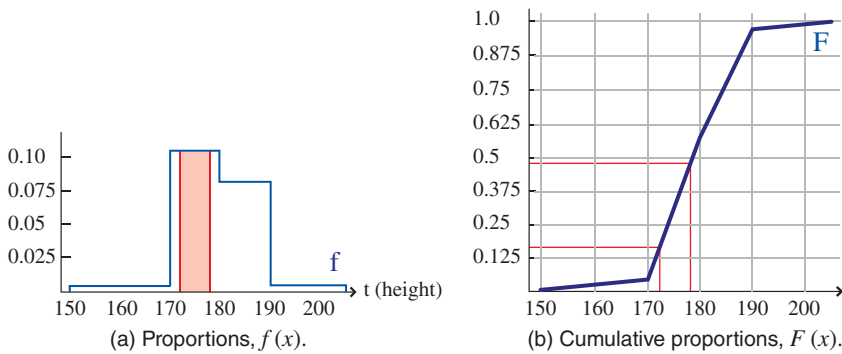 0.10
0.075
0.05
0.025
f
t (height)
150 160 170 180 190 200
(a) Proportions, f (x).
1.0
0.875
0.75
0.625
0.5
0.375
0.25
0.125
F
150 160 170 180 190 200
(b) Cumulative proportions, F (x).